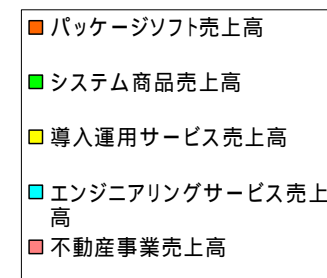 パッケージソフト売上高
システム商品売上高
導入運用サービス売上高
エンジニアリングサービス売上
高
不動産事業売上高